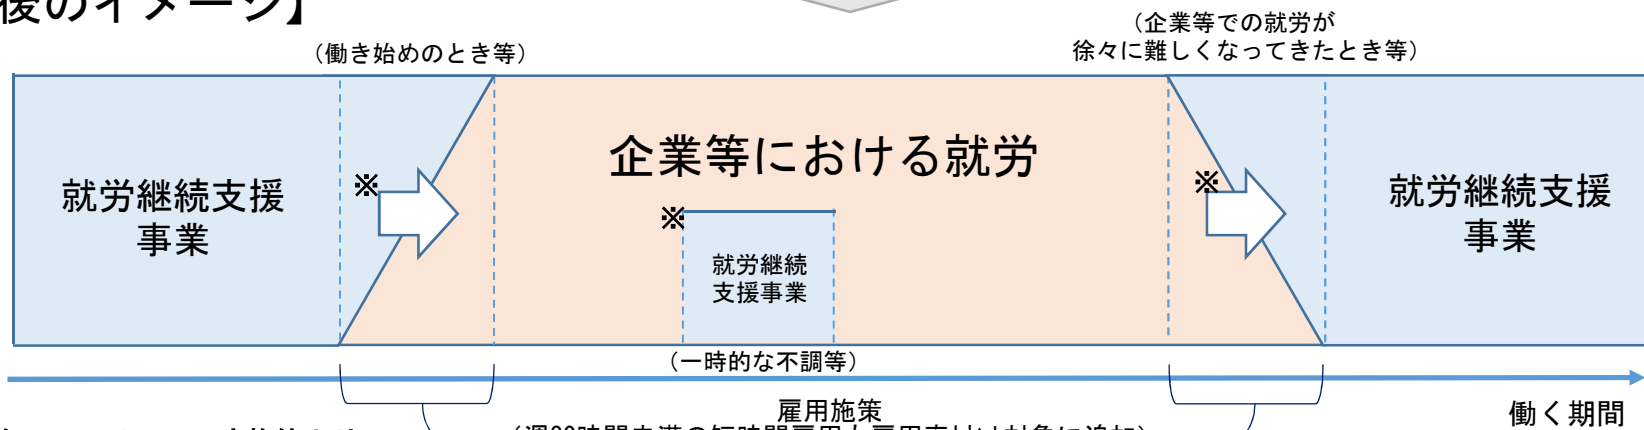 後のイメージ】
（働き始めのとき等）
（企業等での就労が
徐々に難しくなってきたとき等）
就労継続支援
事業
※
企業等における就労
※
就労継続
支援事業
※
就労継続支援
事業
（一時的な不調等）
雇用施策
働く期間